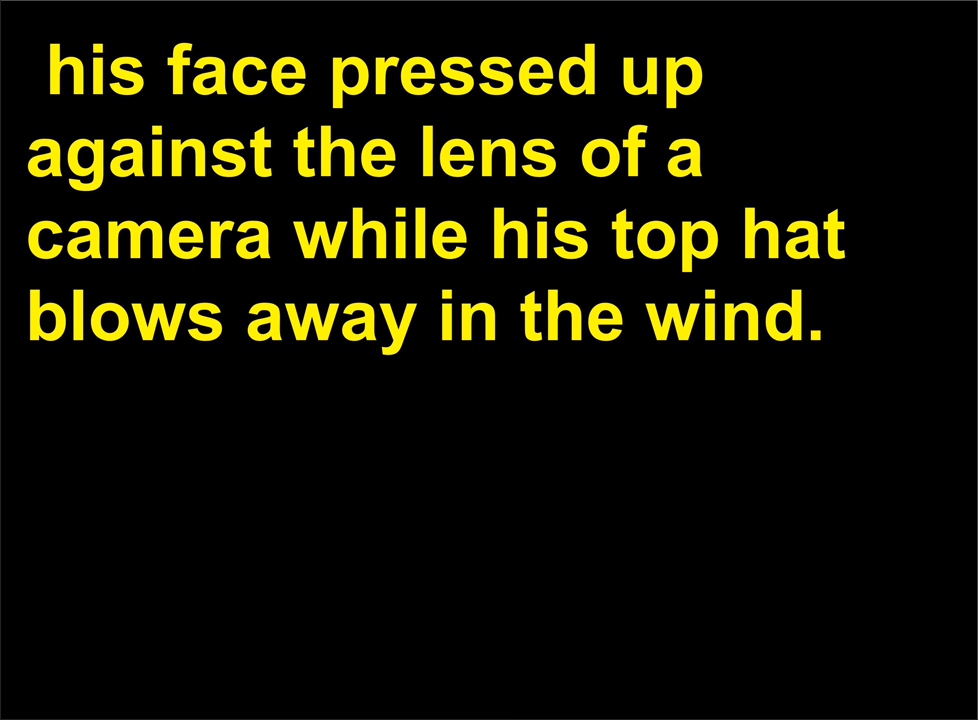 his face pressed up
against the lens of a
camera while his top hat
blows away in the wind.